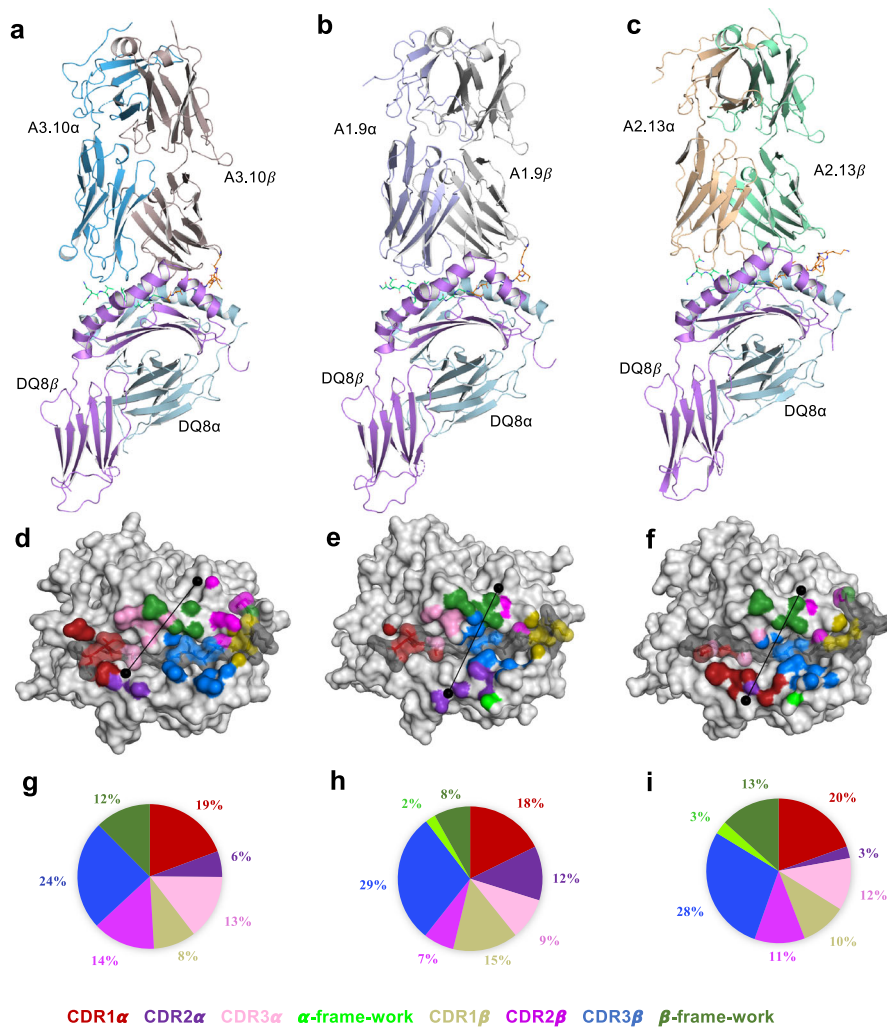 a b c
A3.10α A3.10β
A1.9α A1.9β
A2.13α A2.13β
DQ8β DQ8α
DQ8β DQ8α
DQ8β DQ8α
d e f
g h i
12% 19%
6%
24%
13%
14% 8%
2% 8% 18%
29%
12%
9%
7% 15%
3% 13% 20%
3%
12%
28%
10%
11%
CDR1α CDR2α CDR3α α-frame-work CDR1β CDR2β CDR3β β-frame-work